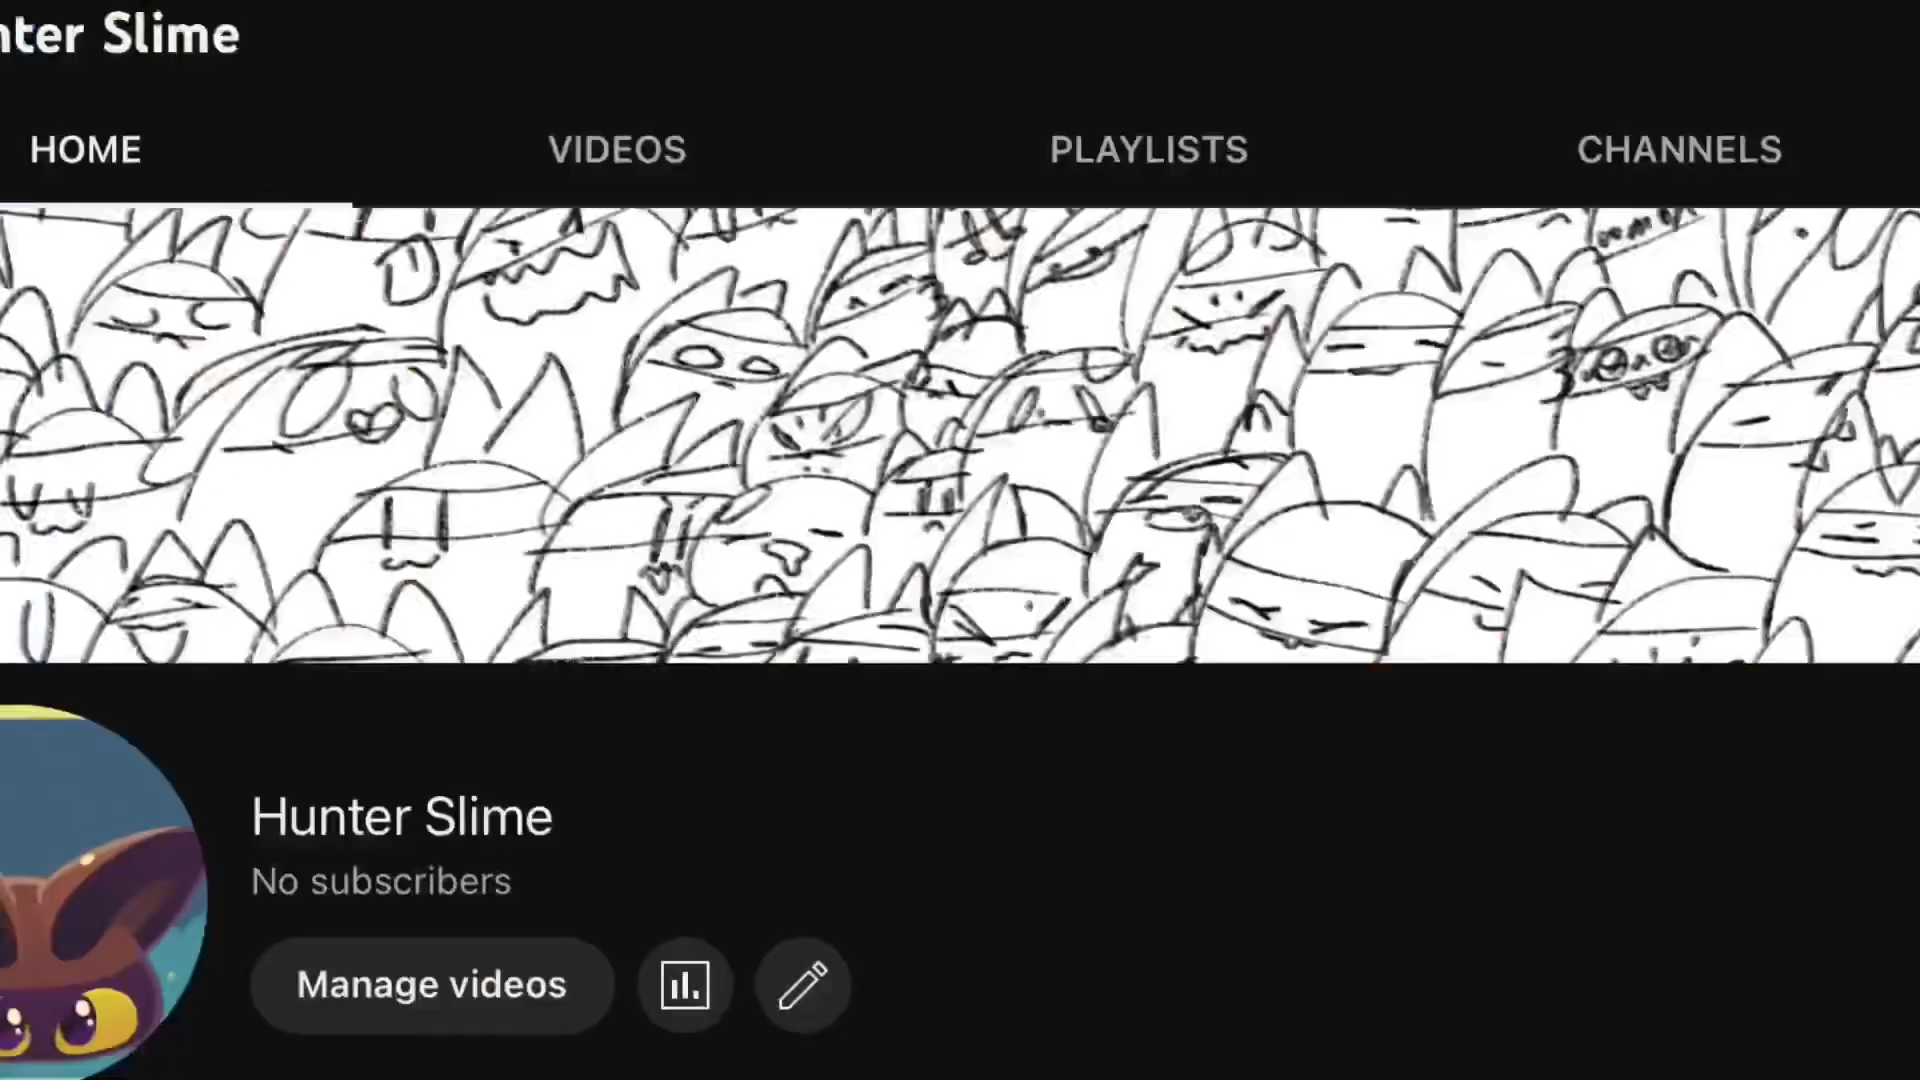 nter Slime
HOME VIDEOS PLAYLISTS CHANNELS
Hunter Slime
No subscribers
Manage videos